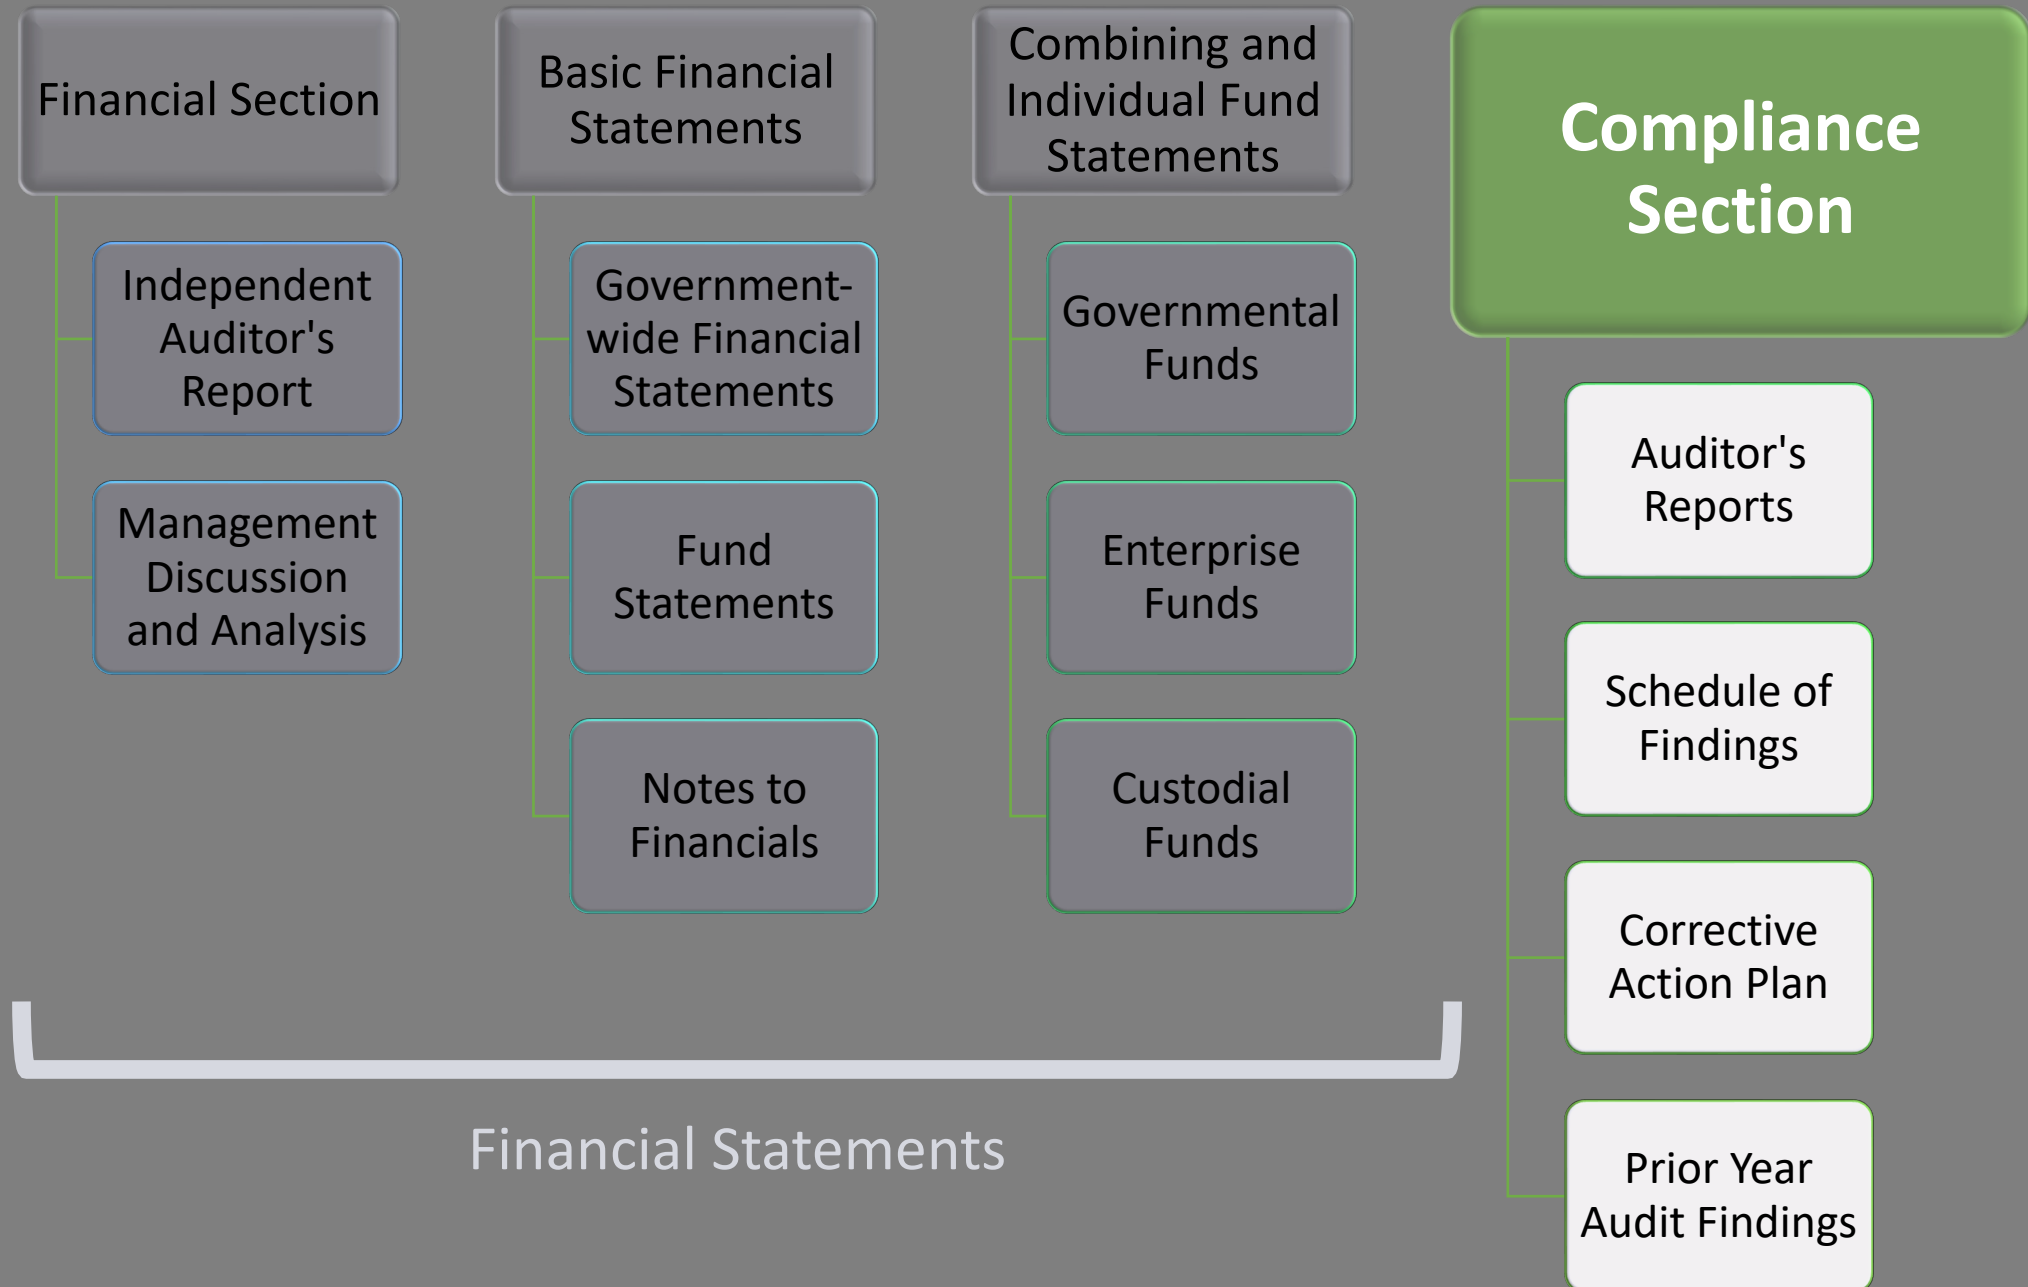 Financial Section
Independent
Auditor's
Report
Management
Discussion
and Analysis
Basic Financial
Statements
Government-
wide Financial
Statements
Fund
Statements
Notes to
Financials
Combining and
Individual Fund
Statements
Governmental
Funds
Enterprise
Funds
Custodial
Funds
Compliance
Section
Auditor's
Reports
Schedule of
Findings
Corrective
Action Plan
Prior Year
Audit Findings
Financial Statements